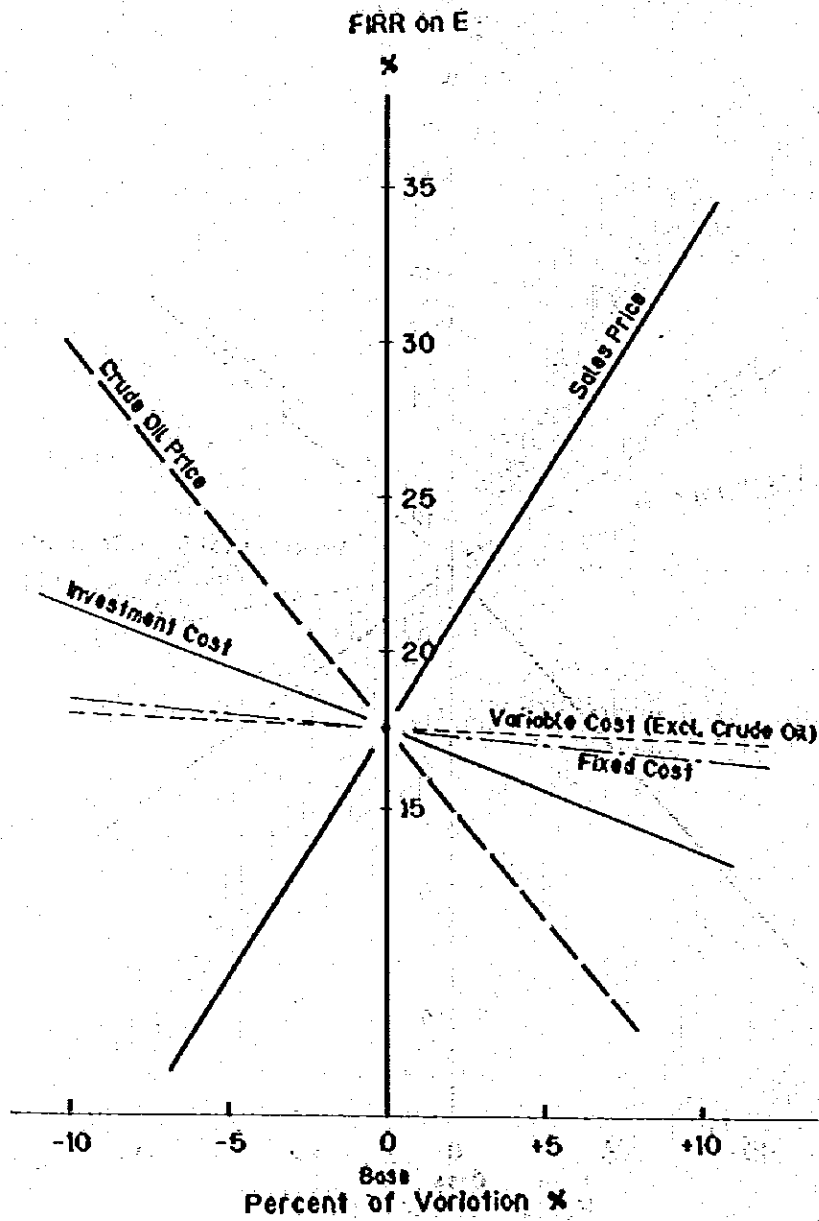 FIRR on E
%
35
30
25
20
15
Sales Price
Crude Oil Price
Investment Cost
Variable Cost (Excl. Crude Oil)
Fixed Cost
-10 -5 0 +5 +10
Base
Percent of Variation %